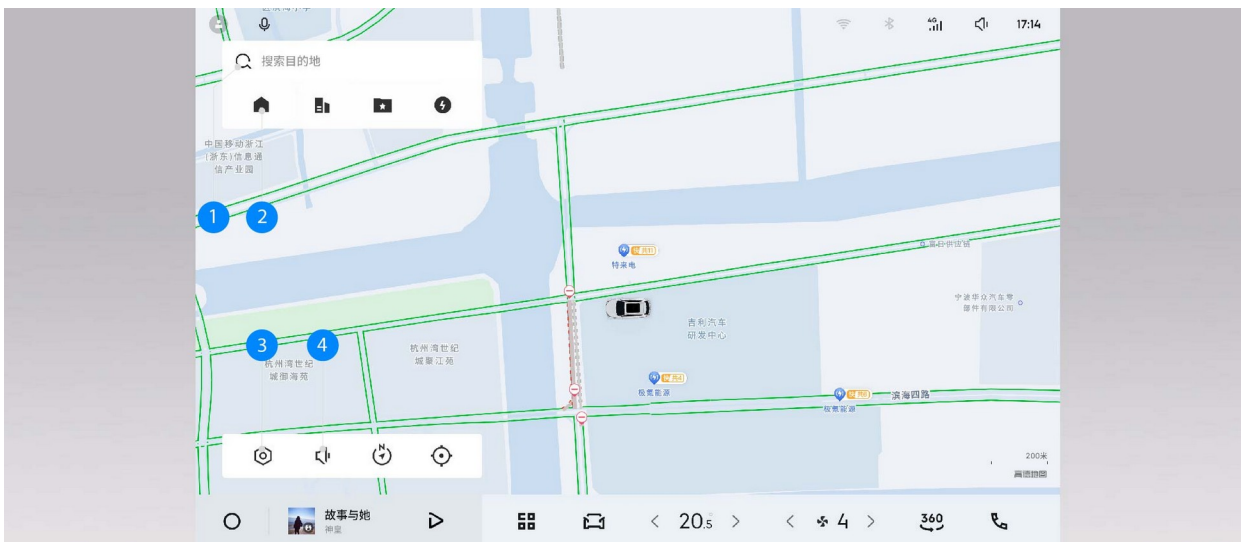 4G
17:14
搜索目的地
中国移动浙江
(浙东)信息通
信产业园
1
2
特来电
宁波华众汽车零
部件有限公司
吉利汽车
研发中心
3
4
杭州湾世纪
城御海苑
杭州湾世纪
城聚江苑
极氪能源
极氪能源
滨海四路
N
200米
高德地图
故事与她
20.5
4
360